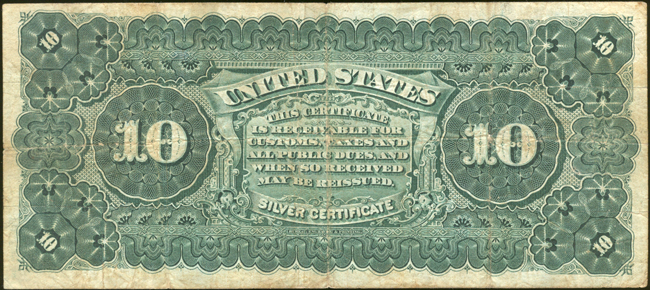 10
10
UNITED STATES
THIS CERTIFICATE
IS RECEIVABLE FOR
CUSTOMS, TAXES AND
ALL PUBLIC DUES, AND
WHEN SO RECEIVED
MAY BE REISSUED.
SILVER CERTIFICATE
10
10
10
10